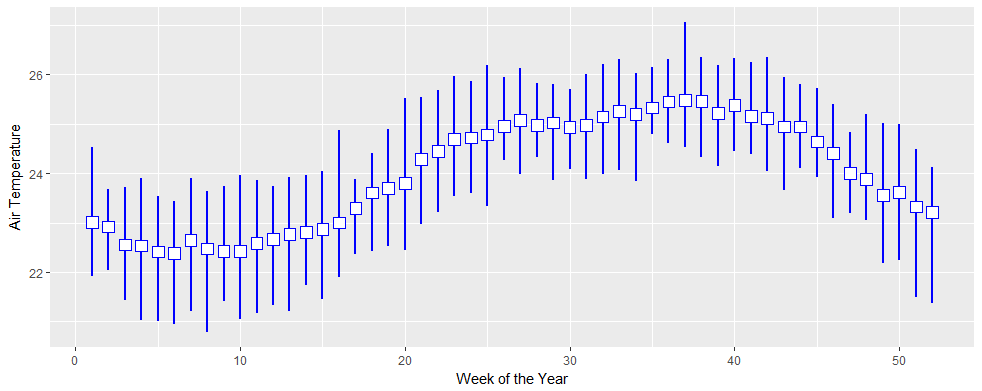 Air Temperature
26
24
22
0 10 20 30 40 50
Week of the Year